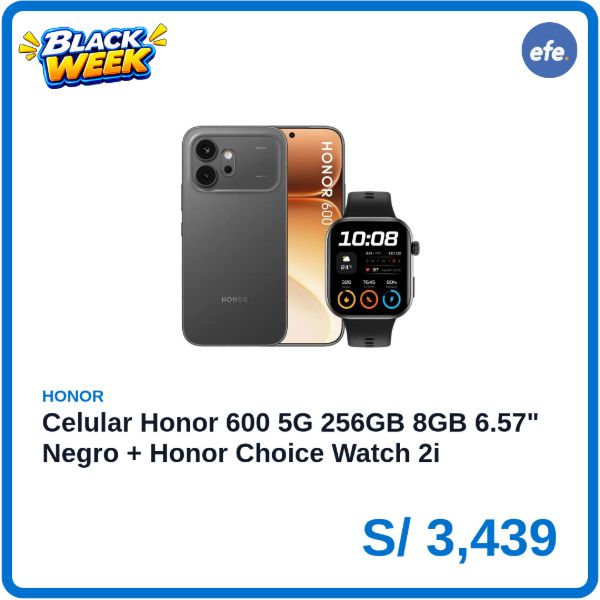 BLACK
WEEK
efe.
HONOR 600
HONOR
10:08
24°C
HONOR
Celular Honor 600 5G 256GB 8GB 6.57"
Negro + Honor Choice Watch 2i
S/ 3,439